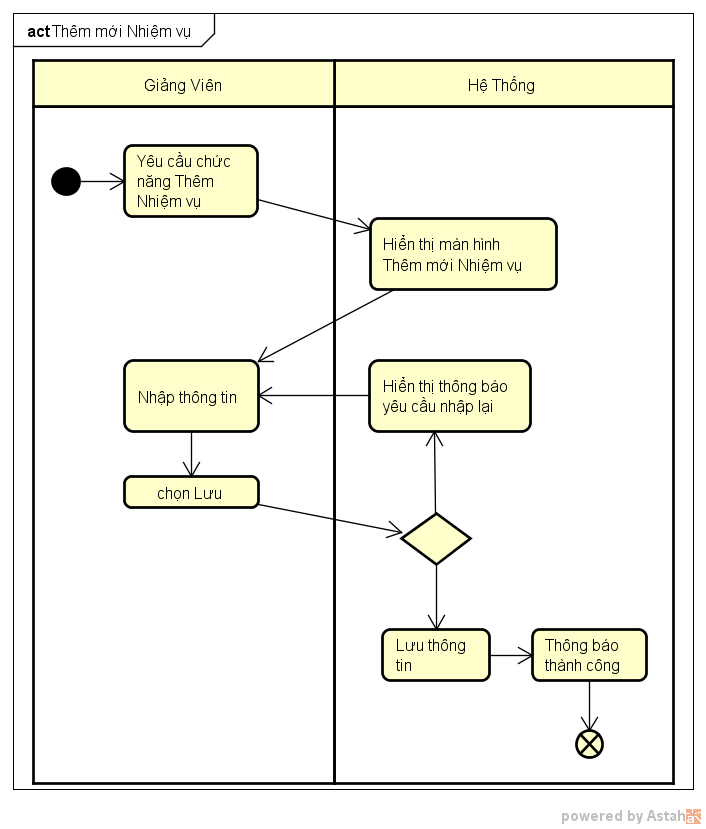 act Thêm mới Nhiệm vụ
Giảng Viên
Hệ Thống
Yêu cầu chức
năng Thêm
Nhiệm vụ
Hiển thị màn hình
Thêm mới Nhiệm vụ
Nhập thông tin
Hiển thị thông báo
yêu cầu nhập lại
chọn Lưu
Lưu thông
tin
Thông báo
thành công
powered by Astah